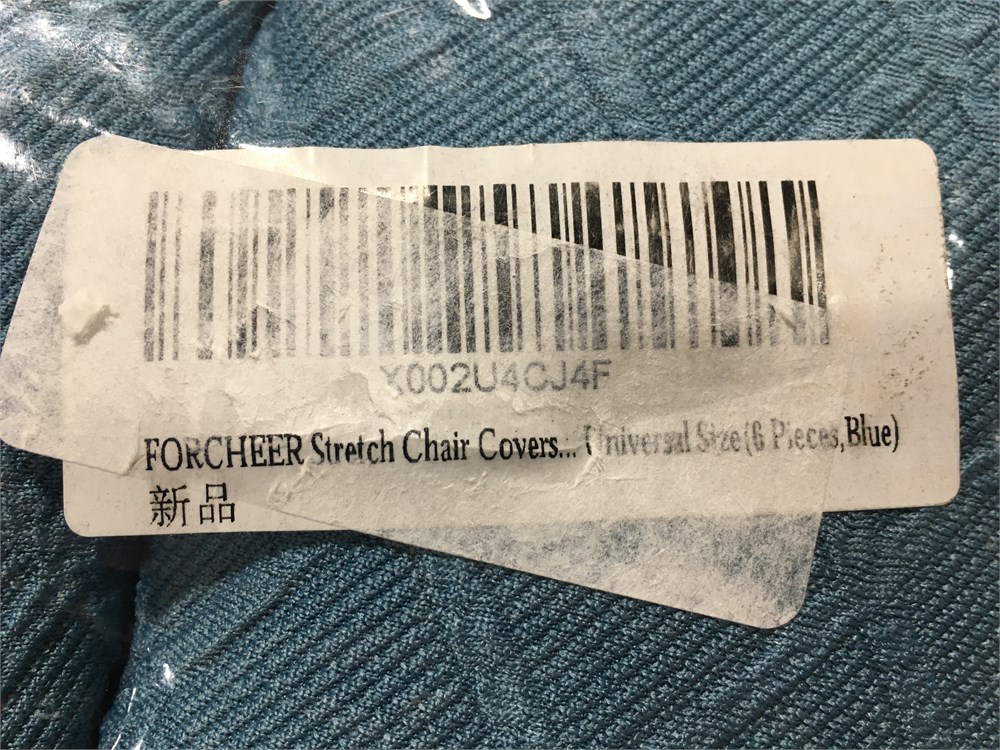 X002U4CJ4F
FORCHEER Stretch Chair Covers... Universal Size(6 Pieces,Blue)
新品